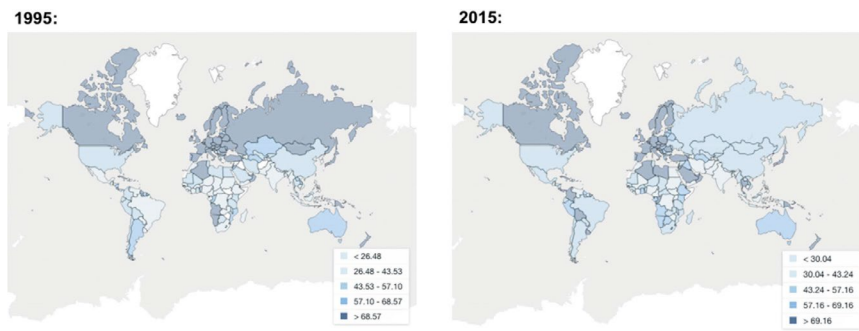 1995:
2015:
< 26.48
26.48 - 43.53
43.53 - 57.10
57.10 - 68.57
> 68.57
< 30.04
30.04 - 43.24
43.24 - 57.16
57.16 - 69.16
> 69.16